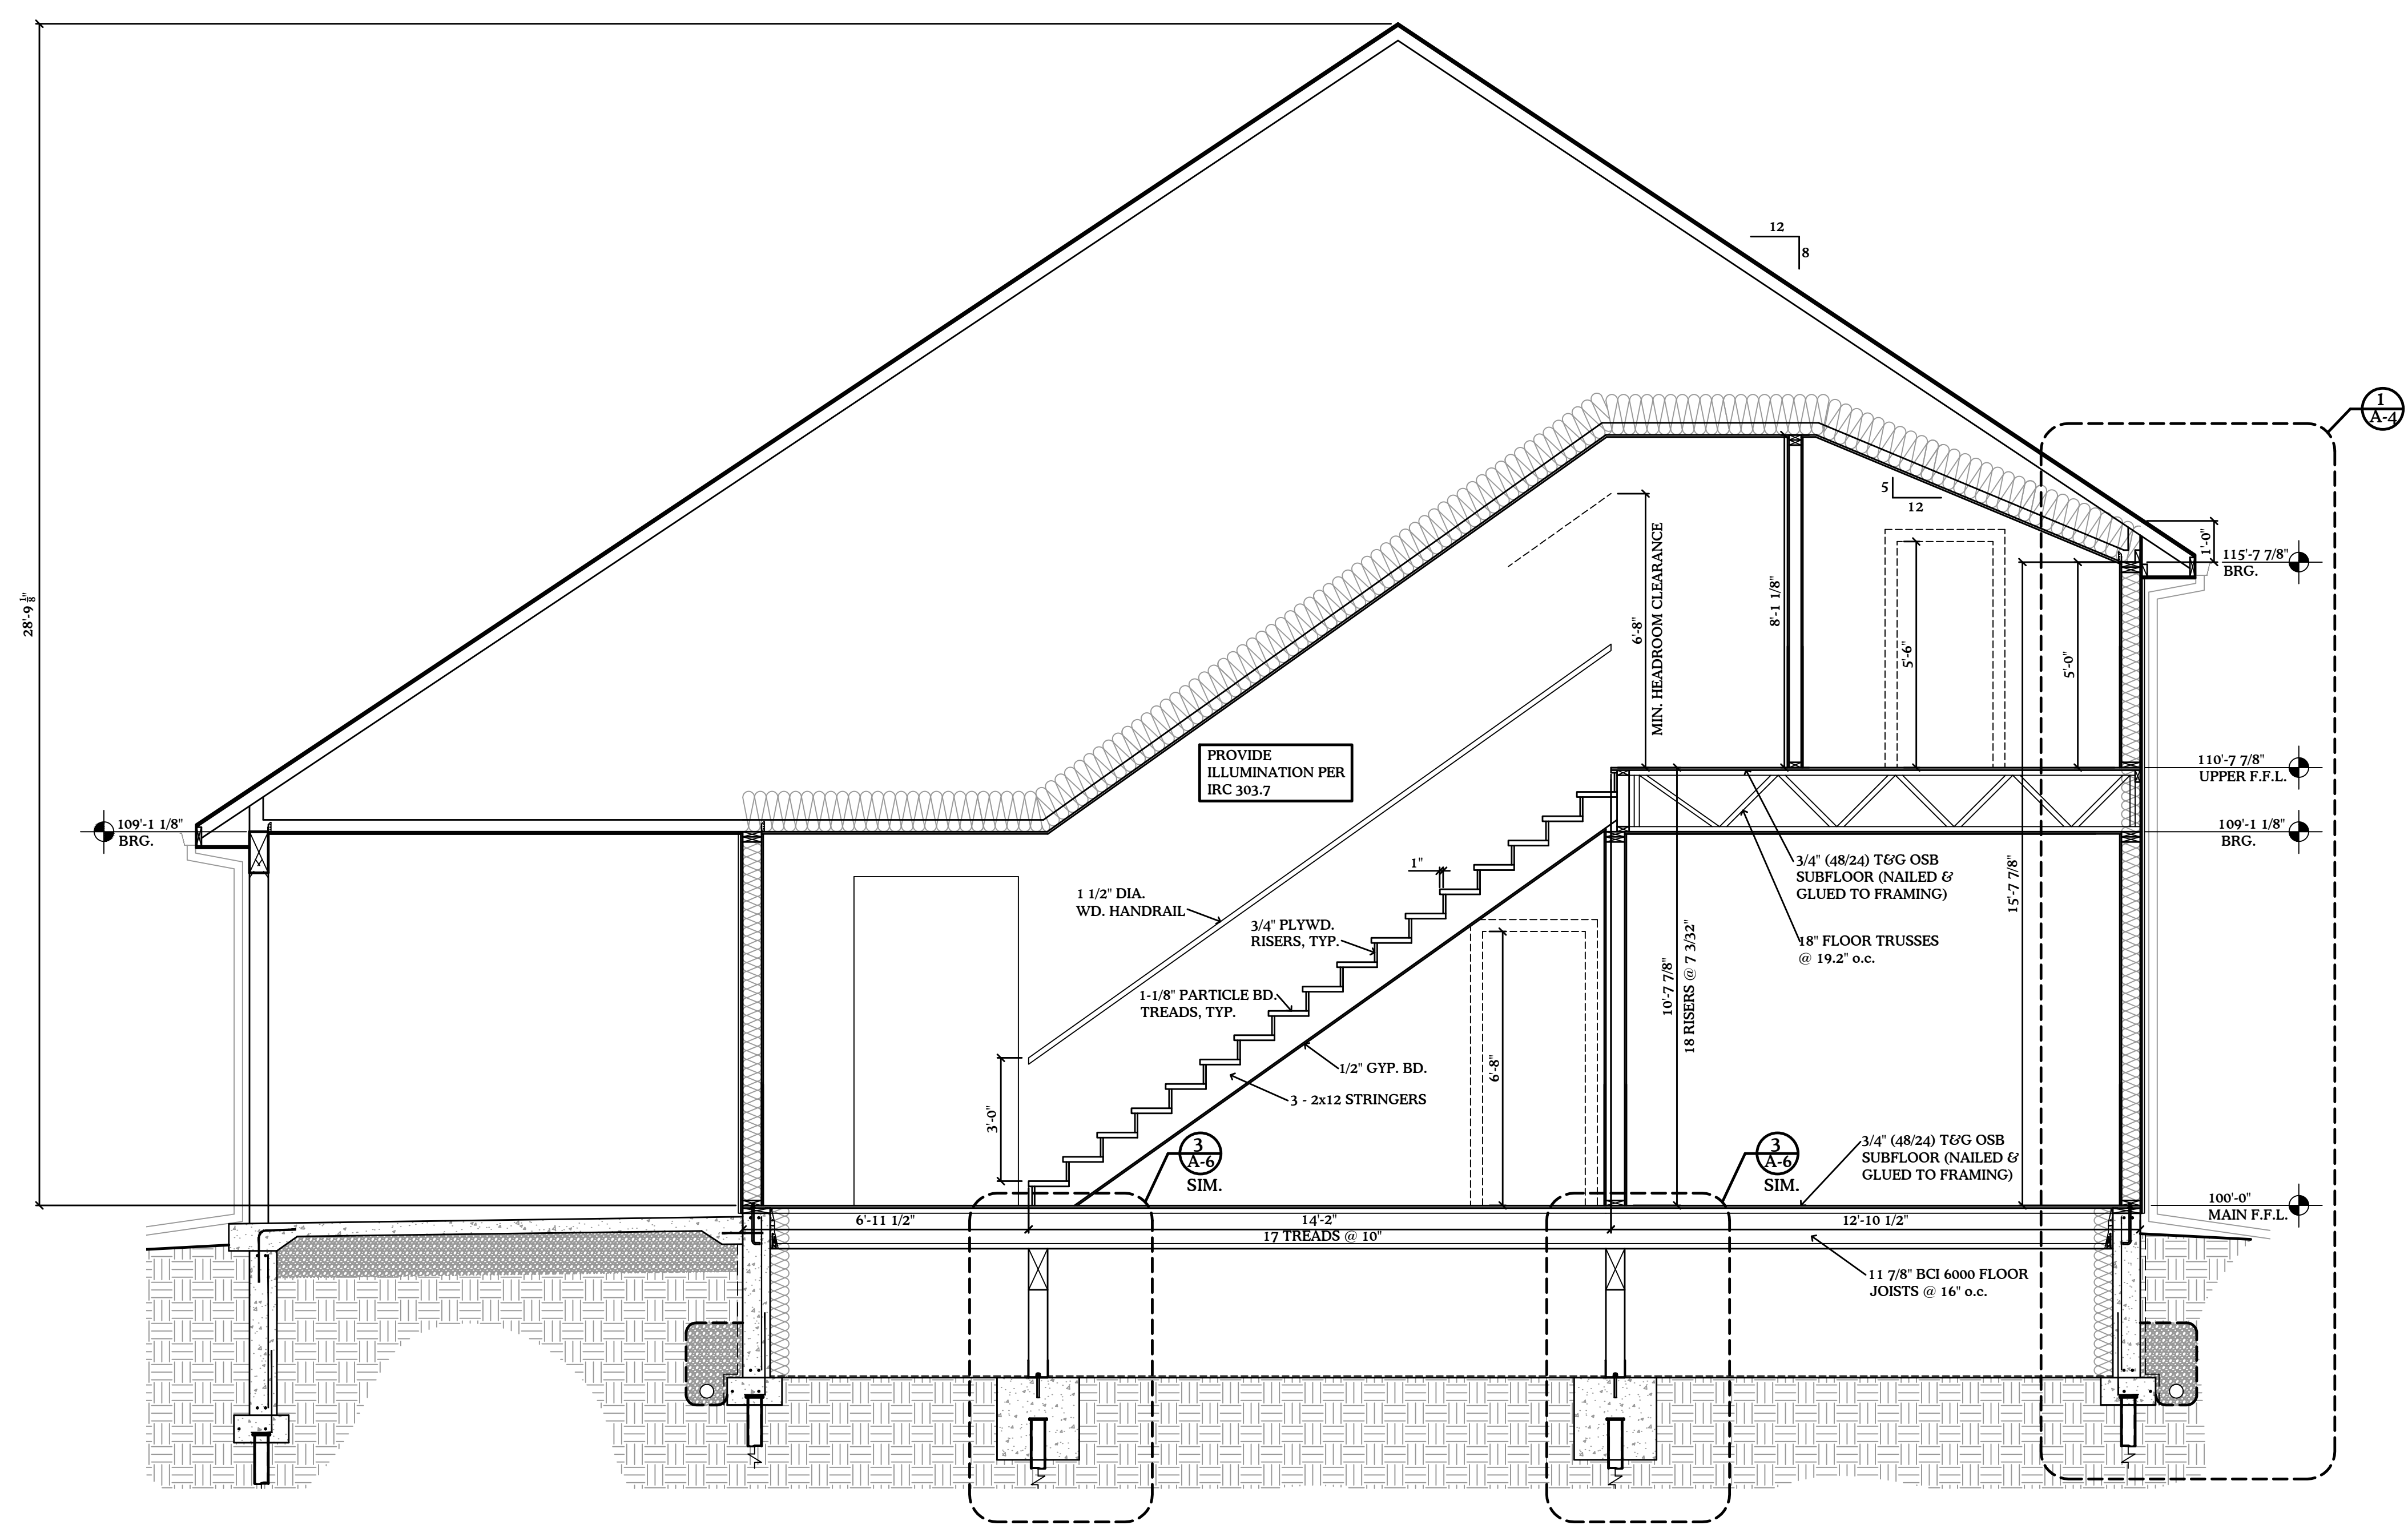 12
8
1
A-4
5
12
1'-0"
115'-7 7/8"
BRG.
28'-9 1/8"
6'-8"
MIN. HEADROOM CLEARANCE
8'-1 1/8"
5'-6"
5'-0"
PROVIDE
ILLUMINATION PER
IRC 303.7
110'-7 7/8"
UPPER F.F.L.
109'-1 1/8"
BRG.
109'-1 1/8"
BRG.
1"
3/4" (48/24) T&G OSB
SUBFLOOR (NAILED &
GLUED TO FRAMING)
15'-7 7/8"
1 1/2" DIA.
WD. HANDRAIL
3/4" PLYWD.
RISERS, TYP.
18" FLOOR TRUSSES
@ 19.2" o.c.
10'-7 7/8"
18 RISERS @ 7 3/32"
1-1/8" PARTICLE BD.
TREADS, TYP.
1/2" GYP. BD.
6'-8"
3 - 2x12 STRINGERS
3'-0"
3
A-6
SIM.
3
A-6
SIM.
3/4" (48/24) T&G OSB
SUBFLOOR (NAILED &
GLUED TO FRAMING)
100'-0"
MAIN F.F.L.
6'-11 1/2"
14'-2"
17 TREADS @ 10"
12'-10 1/2"
11 7/8" BCI 6000 FLOOR
JOISTS @ 16" o.c.